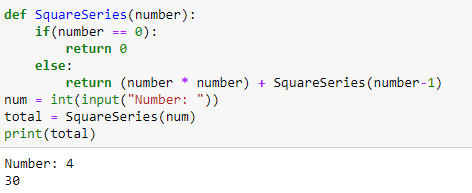 def SquareSeries(number):
    if(number == 0):
        return 0
    else:
        return (number * number) + SquareSeries(number-1)
num = int(input("Number: "))
total = SquareSeries(num)
print(total)
Number: 4
30